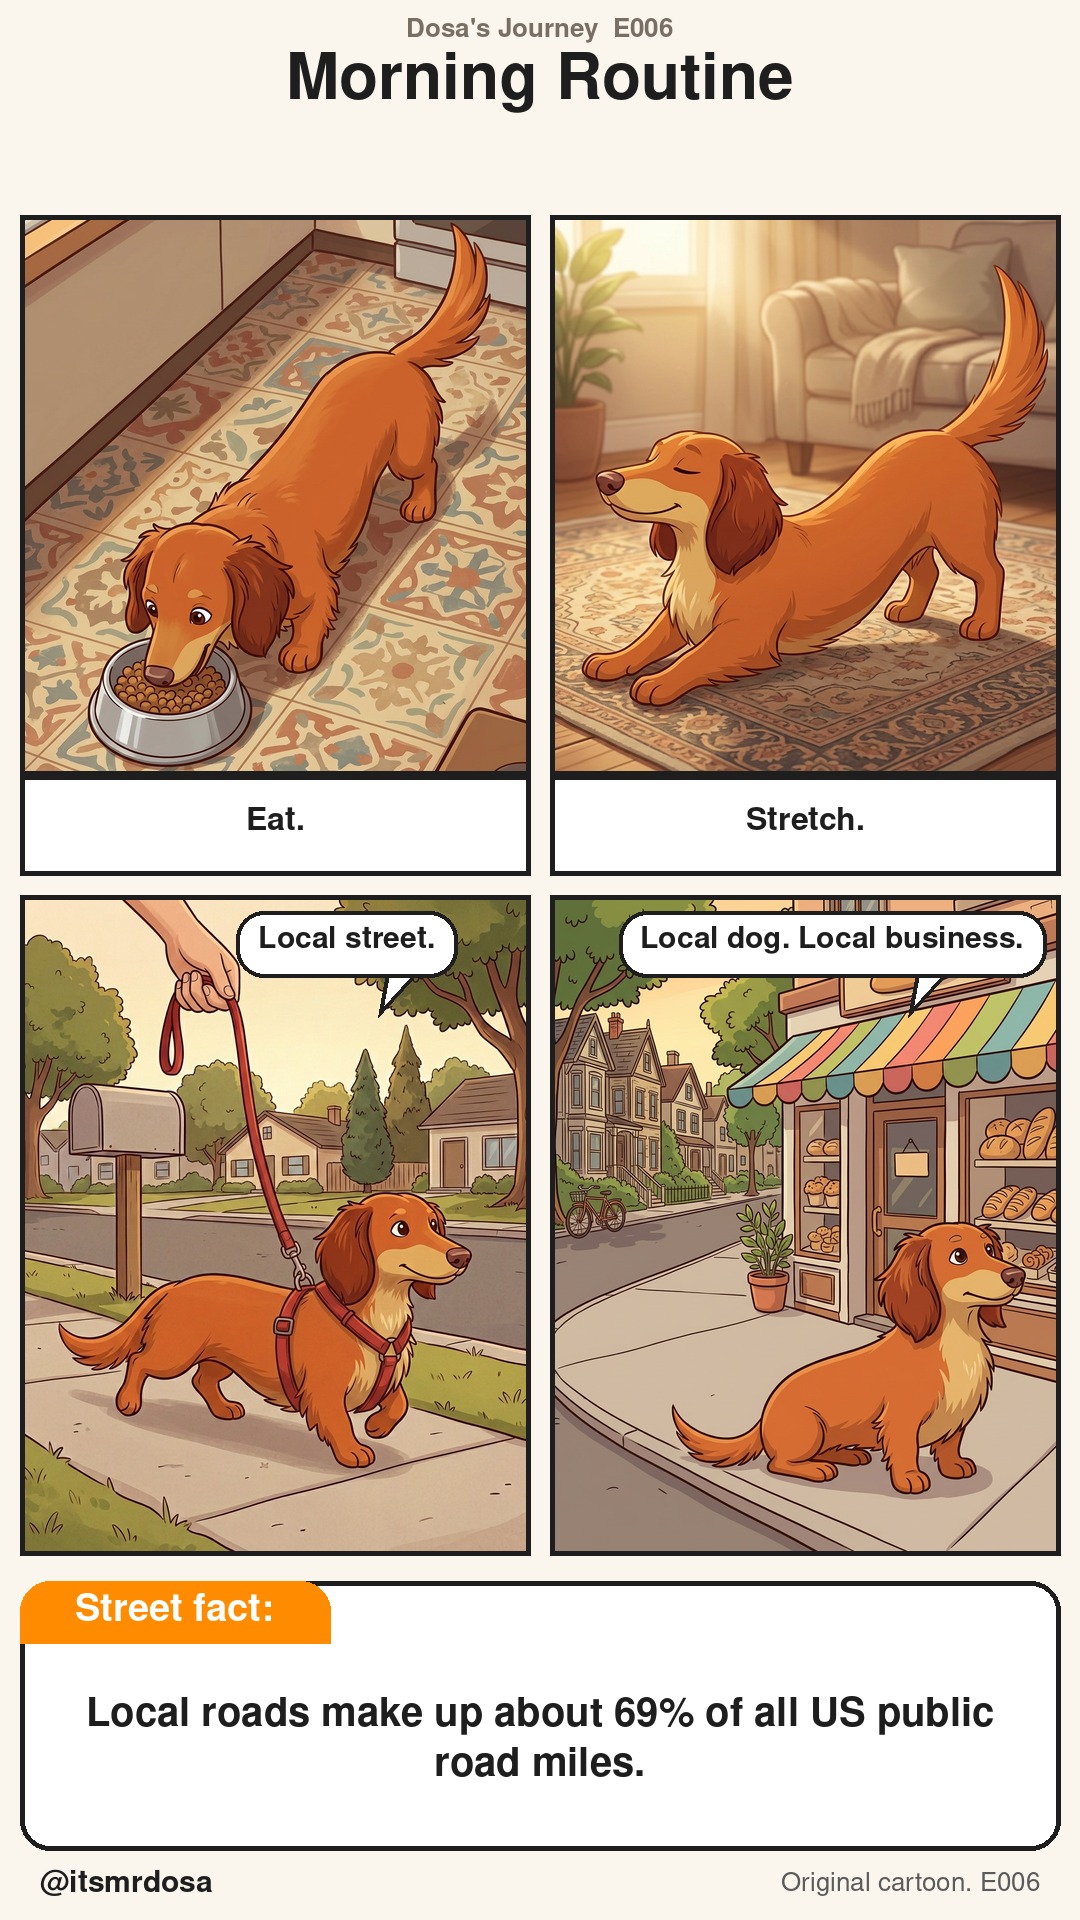 Dosa's Journey  E006
Morning Routine
Eat.
Stretch.
Local street.
Local dog. Local business.
Street fact:
Local roads make up about 69% of all US public
road miles.
@itsmrdosa
Original cartoon. E006